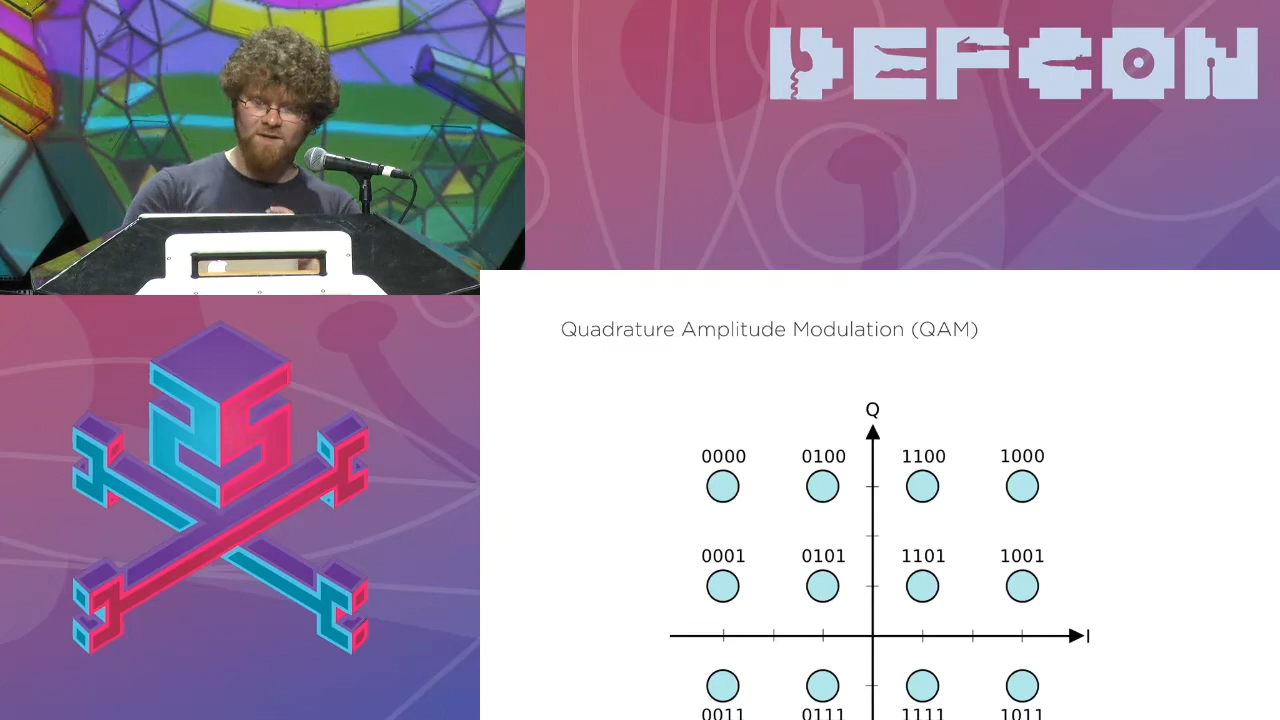 DEFCON
Quadrature Amplitude Modulation (QAM)
Q
0000 0100 1100 1000
0001 0101 1101 1001
I
0011 0111 1111 1011